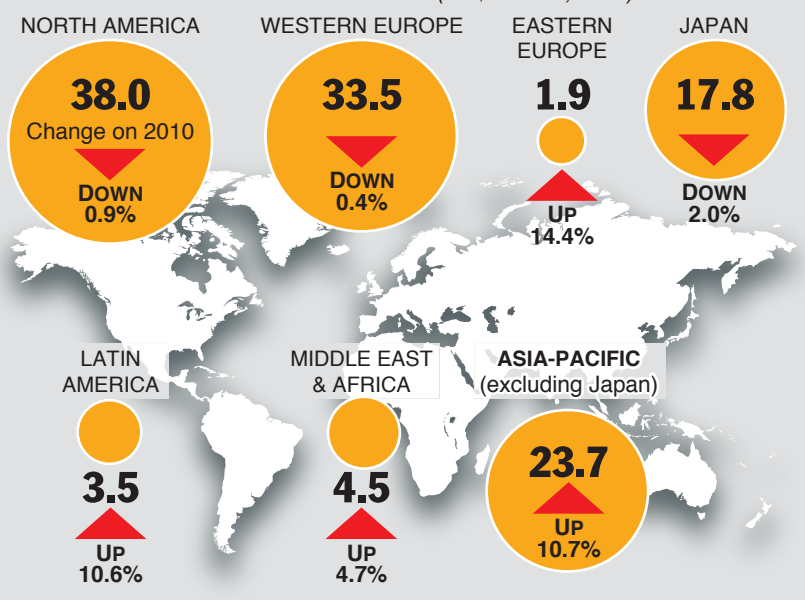 NORTH AMERICA
38.0
Change on 2010
DOWN
0.9%
WESTERN EUROPE
33.5
DOWN
0.4%
EASTERN
EUROPE
1.9
UP
14.4%
JAPAN
17.8
DOWN
2.0%
LATIN
AMERICA
3.5
UP
10.6%
MIDDLE EAST
& AFRICA
4.5
UP
4.7%
ASIA-PACIFIC
(excluding Japan)
23.7
UP
10.7%